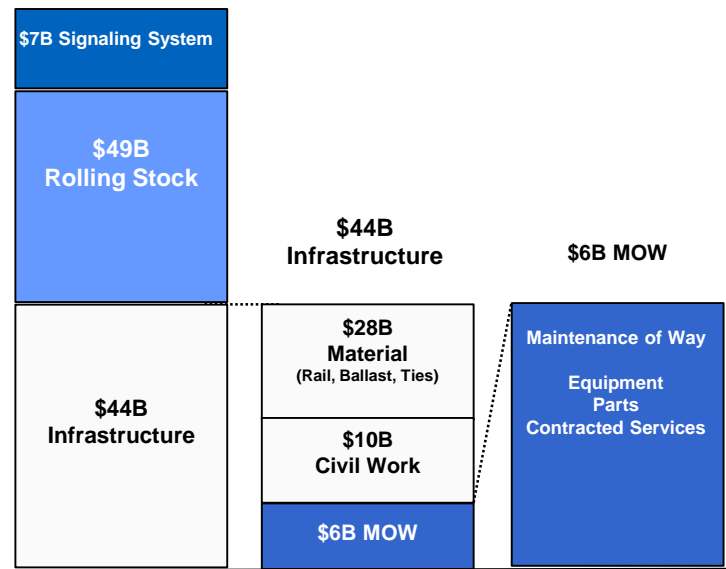 $7B Signaling System
$49B
Rolling Stock
$44B
Infrastructure
$44B
Infrastructure
$28B
Material
(Rail, Ballast, Ties)
$10B
Civil Work
$6B MOW
$6B MOW
Maintenance of Way
Equipment
Parts
Contracted Services